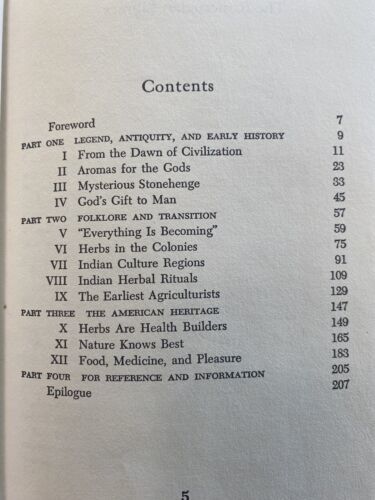 Contents
Foreword 7
PART ONE LEGEND, ANTIQUITY, AND EARLY HISTORY 9
I From the Dawn of Civilization 11
II Aromas for the Gods 23
III Mysterious Stonehenge 33
IV God's Gift to Man 45
PART TWO FOLKLORE AND TRANSITION 57
V "Everything Is Becoming" 59
VI Herbs in the Colonies 75
VII Indian Culture Regions 91
VIII Indian Herbal Rituals 109
IX The Earliest Agriculturists 129
PART THREE THE AMERICAN HERITAGE 147
X Herbs Are Health Builders 149
XI Nature Knows Best 165
XII Food, Medicine, and Pleasure 183
PART FOUR FOR REFERENCE AND INFORMATION 205
Epilogue 207
5